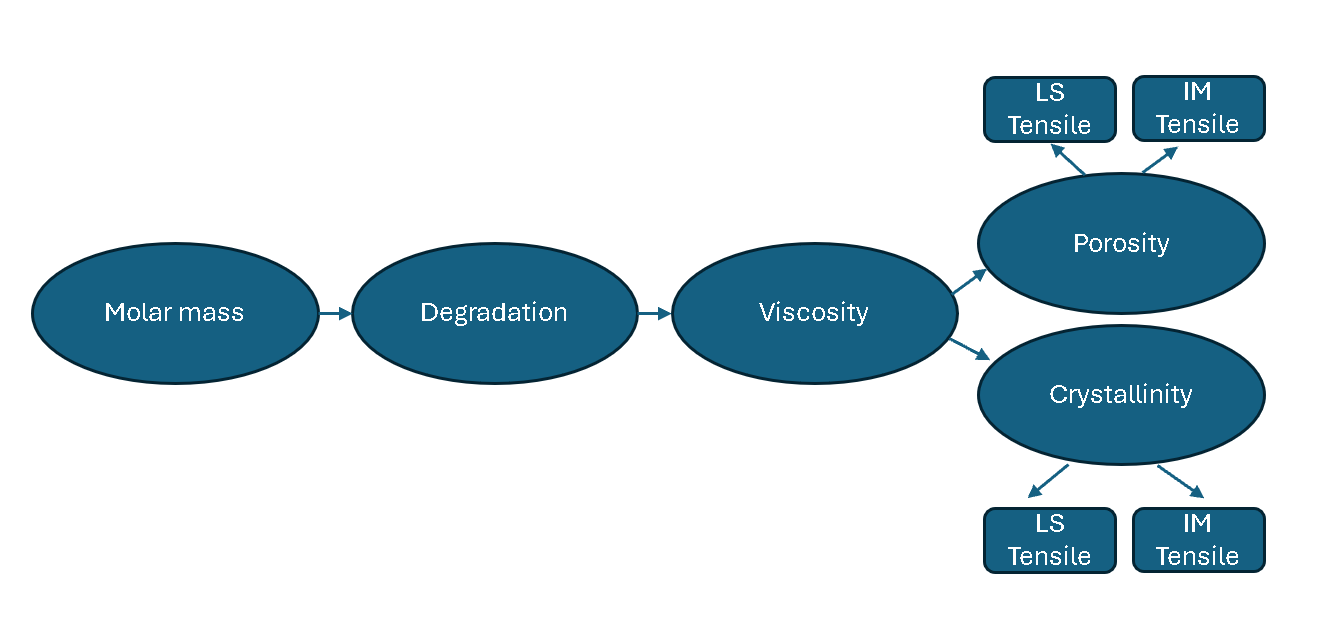 LS
Tensile
IM
Tensile
Porosity
Molar mass
Degradation
Viscosity
Crystallinity
LS
Tensile
IM
Tensile